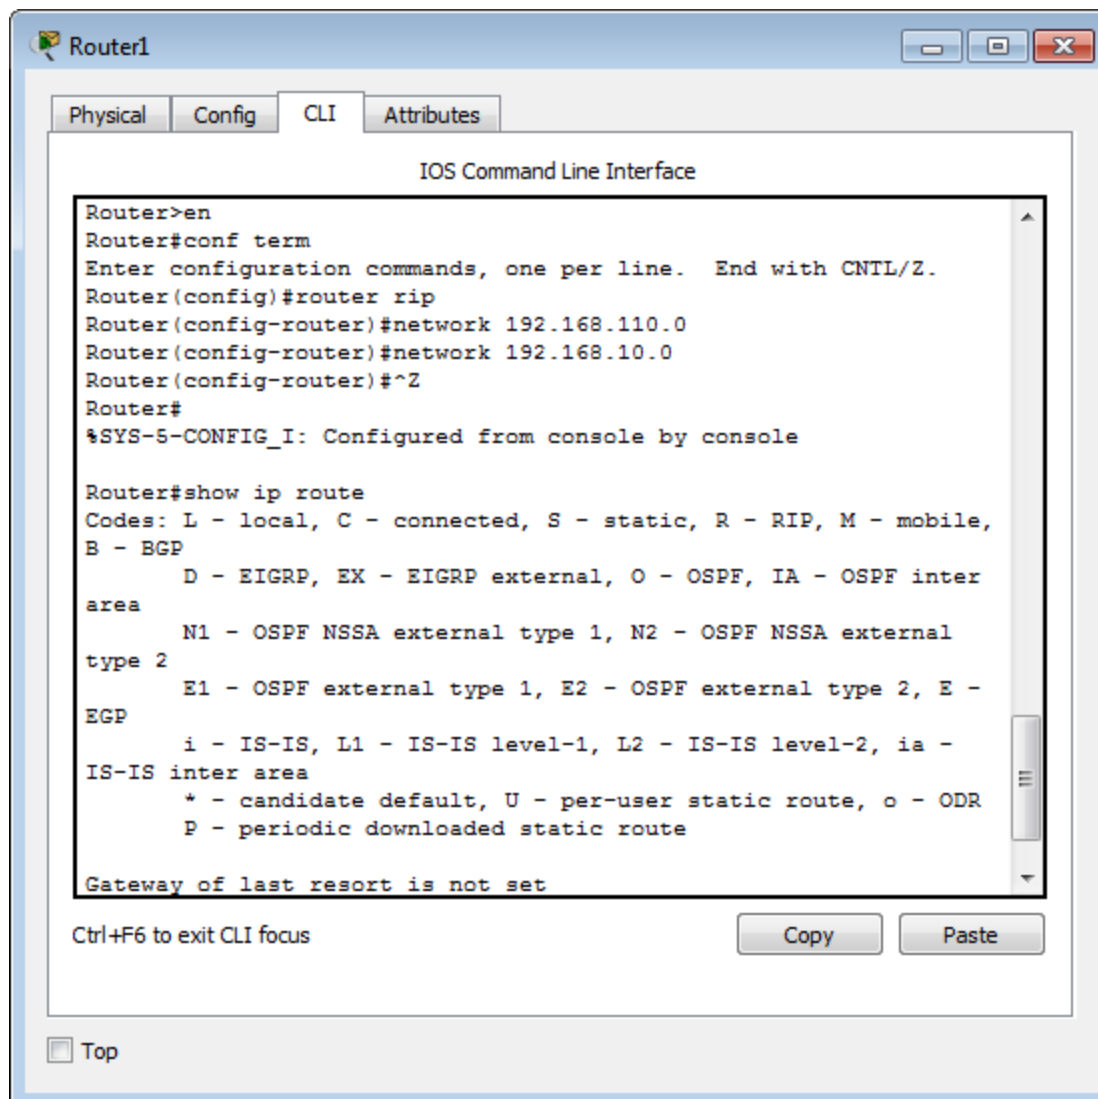 Router1
Physical
Config
CLI
Attributes
IOS Command Line Interface
Router>en
Router#conf term
Enter configuration commands, one per line.  End with CNTL/Z.
Router(config)#router rip
Router(config-router)#network 192.168.110.0
Router(config-router)#network 192.168.10.0
Router(config-router)#^Z
Router#
%SYS-5-CONFIG_I: Configured from console by console
Router#show ip route
Codes: L - local, C - connected, S - static, R - RIP, M - mobile,
B - BGP
       D - EIGRP, EX - EIGRP external, O - OSPF, IA - OSPF inter
area
       N1 - OSPF NSSA external type 1, N2 - OSPF NSSA external
type 2
       E1 - OSPF external type 1, E2 - OSPF external type 2, E -
EGP
       i - IS-IS, L1 - IS-IS level-1, L2 - IS-IS level-2, ia -
IS-IS inter area
       * - candidate default, U - per-user static route, o - ODR
       P - periodic downloaded static route
Gateway of last resort is not set
Ctrl+F6 to exit CLI focus
Copy
Paste
Top